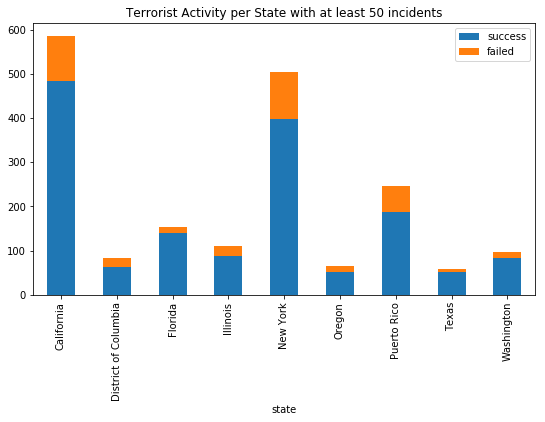 Terrorist Activity per State with at least 50 incidents
success
failed
600
500
400
300
200
100
0
California
District of Columbia
Florida
Illinois
New York
Oregon
Puerto Rico
Texas
Washington
state